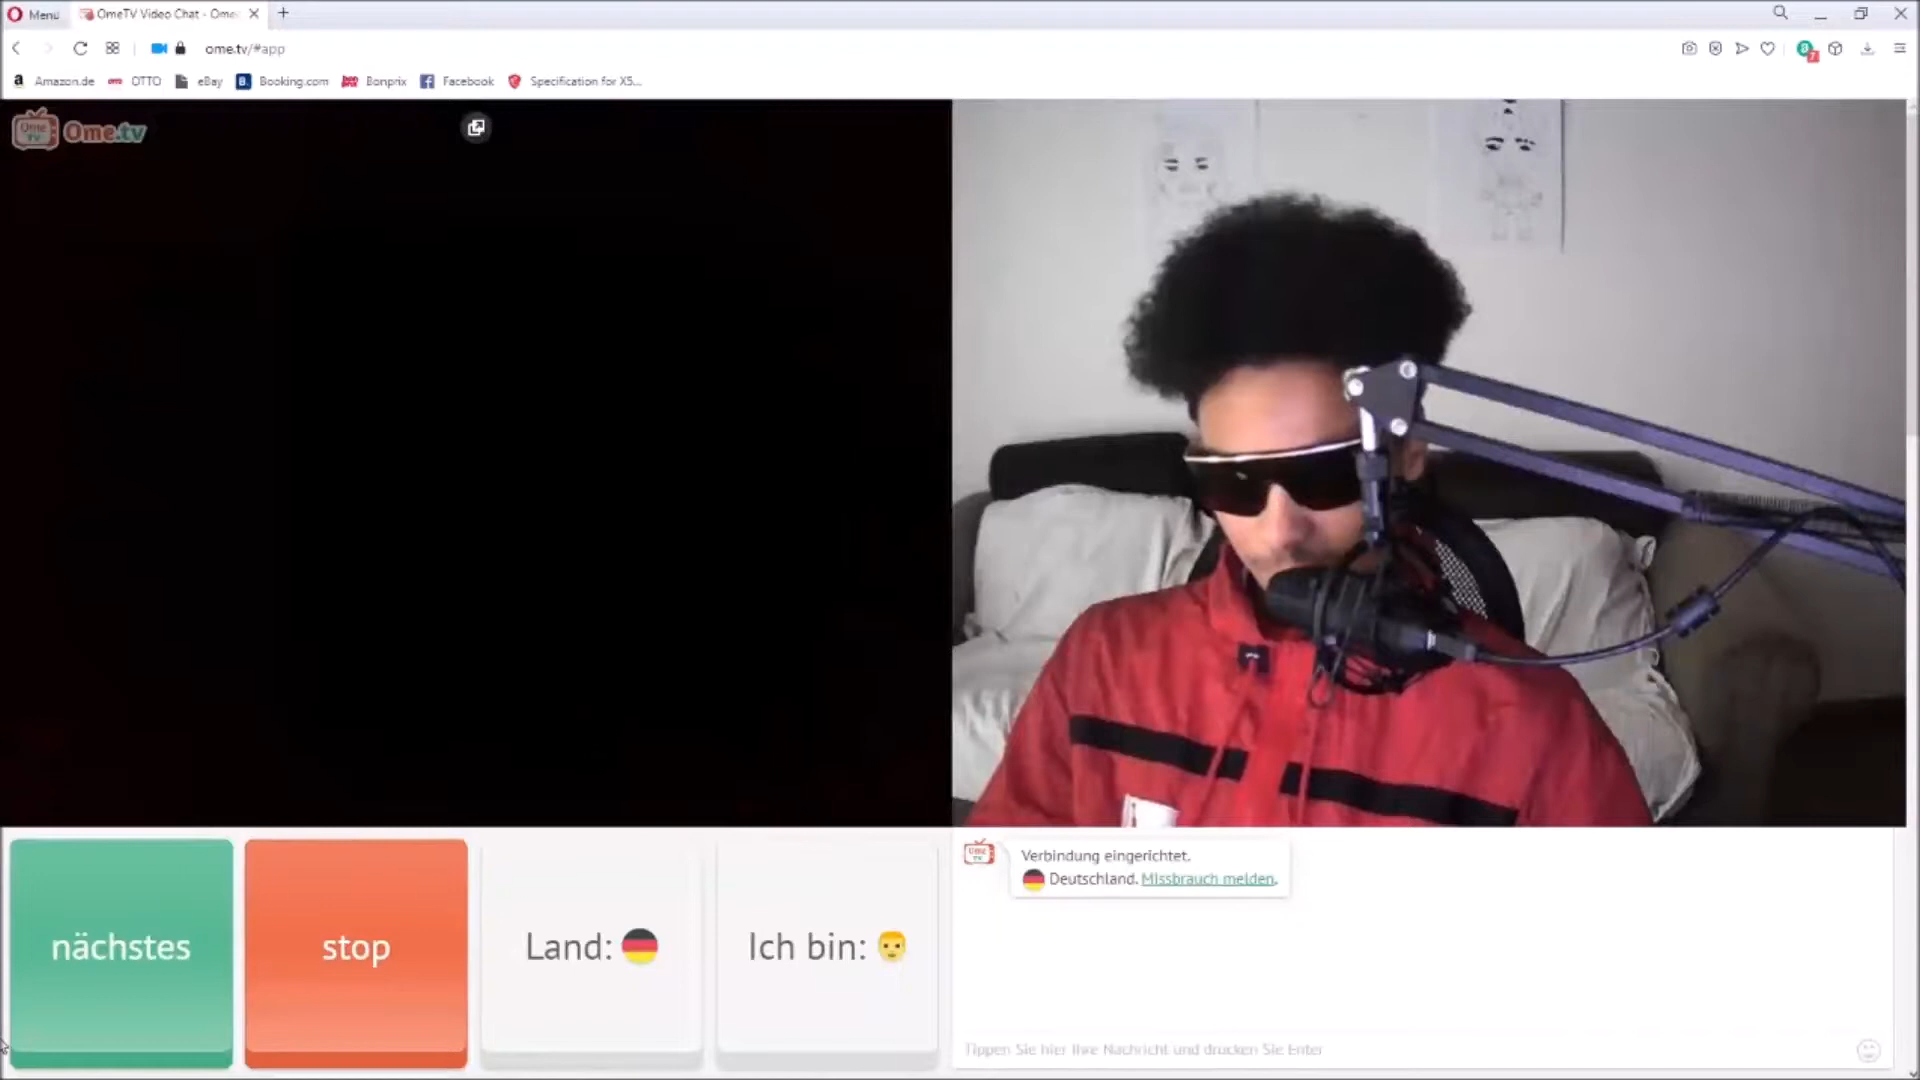 Menü
OmeTV Video Chat - Ome
ome.tv/#app
Amazon.de
OTTO
eBay
Booking.com
Bonprix
Facebook
Specification for X5...
Ome.tv
Verbindung eingerichtet.
Deutschland. Missbrauch melden.
nächstes
stop
Land:
Ich bin:
Tippen Sie hier Ihre Nachricht und drücken Sie Enter